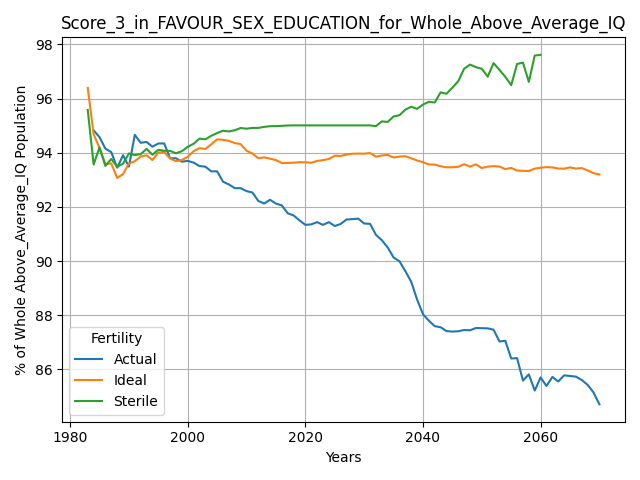 Score_3_in_FAVOUR_SEX_EDUCATION_for_Whole_Above_Average_IQ
% of Whole Above_Average_IQ Population
98
96
94
92
90
88
86
Fertility
Actual
Ideal
Sterile
1980
2000
2020
2040
2060
Years